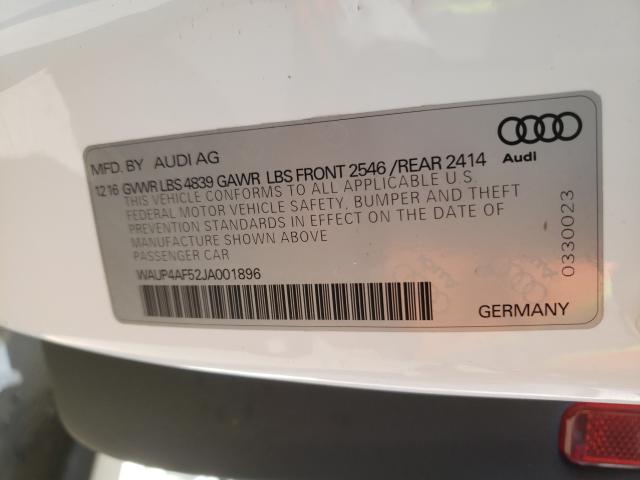 MFD. BY AUDI AG
12 16 GVWR LBS 4839 GAWR LBS FRONT 2546 /REAR 2414
THIS VEHICLE CONFORMS TO ALL APPLICABLE U.S.
FEDERAL MOTOR VEHICLE SAFETY, BUMPER AND THEFT
PREVENTION STANDARDS IN EFFECT ON THE DATE OF
MANUFACTURE SHOWN ABOVE
PASSENGER CAR
WAUP4AF52JA001896
Audi
0330023
GERMANY